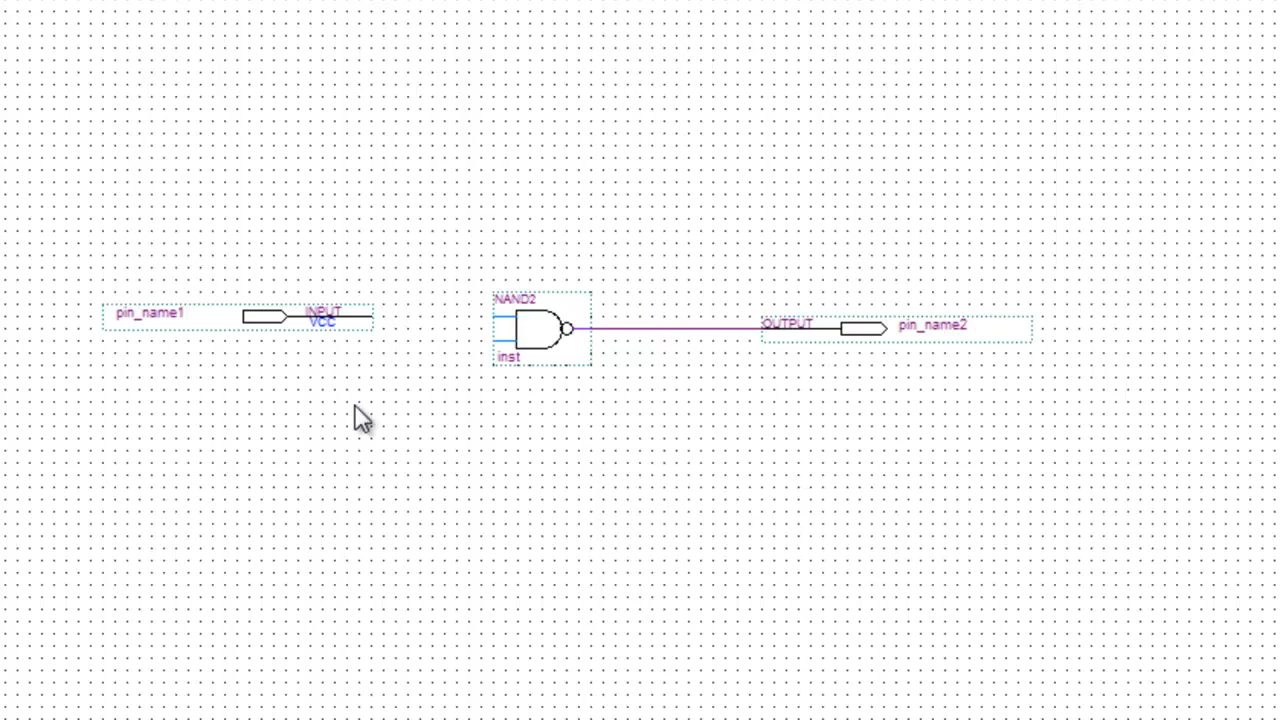 pin_name1
INPUT
VCC
NAND2
inst
OUTPUT
pin_name2